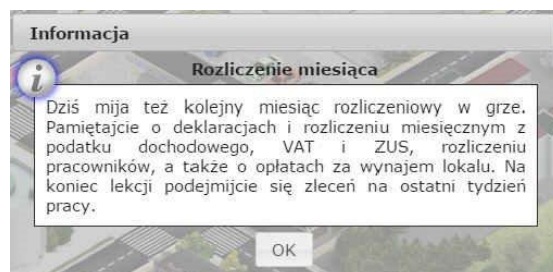 Informacja
i
Rozliczenie miesiąca
Dziś mija też kolejny miesiąc rozliczeniowy w grze.
Pamiętajcie o deklaracjach i rozliczeniu miesięcznym z
podatku dochodowego, VAT i ZUS, rozliczeniu
pracowników, a także o opłatach za wynajem lokalu. Na
koniec lekcji podejmijcie się zleceń na ostatni tydzień
pracy.
OK